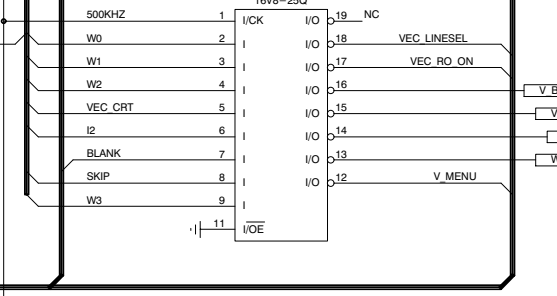 16V8-25Q
500KHZ 1 I/CK I/O 19 NC
W0 2 I I/O 18 VEC_LINESEL
W1 3 I I/O 17 VEC_RO_ON
W2 4 I I/O 16
VEC_CRT 5 I I/O 15
I2 6 I I/O 14
BLANK 7 I I/O 13
SKIP 8 I I/O 12 V_MENU
W3 9 I
11 I/OE